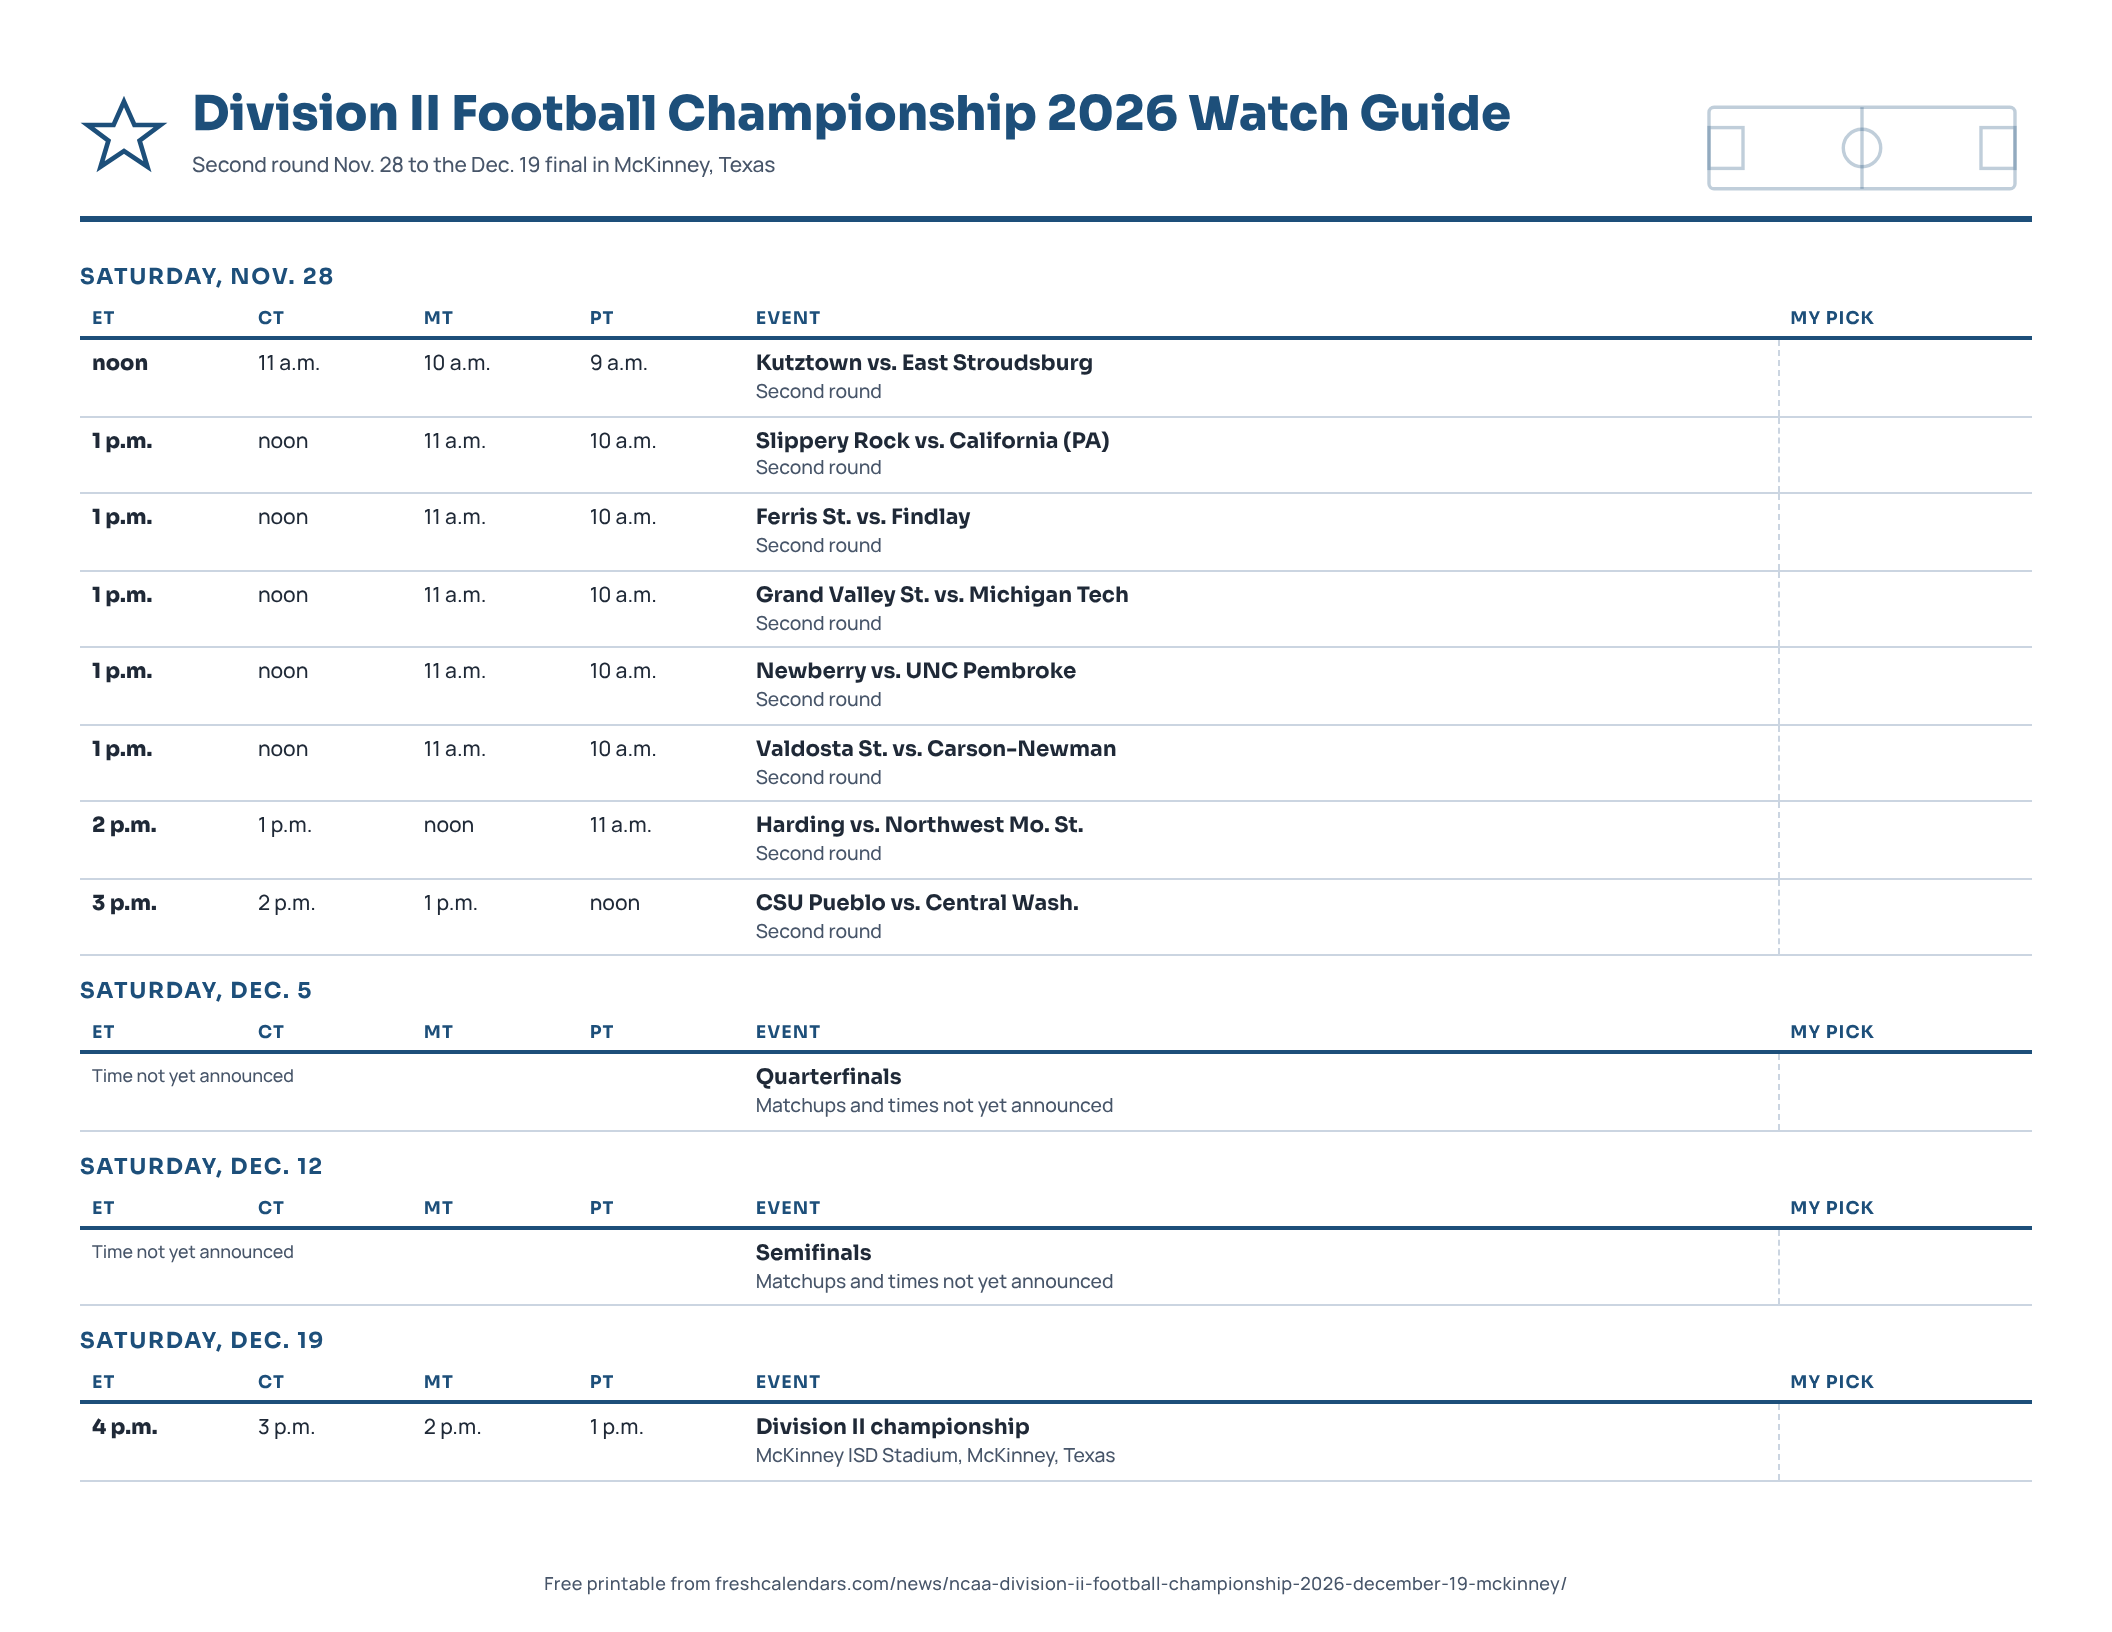 Division II Football Championship 2026 Watch Guide
Second round Nov. 28 to the Dec. 19 final in McKinney, Texas
SATURDAY, NOV. 28
ET CT MT PT EVENT MY PICK
noon 11 a.m. 10 a.m. 9 a.m. Kutztown vs. East Stroudsburg
Second round
1 p.m. noon 11 a.m. 10 a.m. Slippery Rock vs. California (PA)
Second round
1 p.m. noon 11 a.m. 10 a.m. Ferris St. vs. Findlay
Second round
1 p.m. noon 11 a.m. 10 a.m. Grand Valley St. vs. Michigan Tech
Second round
1 p.m. noon 11 a.m. 10 a.m. Newberry vs. UNC Pembroke
Second round
1 p.m. noon 11 a.m. 10 a.m. Valdosta St. vs. Carson-Newman
Second round
2 p.m. 1 p.m. noon 11 a.m. Harding vs. Northwest Mo. St.
Second round
3 p.m. 2 p.m. 1 p.m. noon CSU Pueblo vs. Central Wash.
Second round
SATURDAY, DEC. 5
ET CT MT PT EVENT MY PICK
Time not yet announced Quarterfinals
Matchups and times not yet announced
SATURDAY, DEC. 12
ET CT MT PT EVENT MY PICK
Time not yet announced Semifinals
Matchups and times not yet announced
SATURDAY, DEC. 19
ET CT MT PT EVENT MY PICK
4 p.m. 3 p.m. 2 p.m. 1 p.m. Division II championship
McKinney ISD Stadium, McKinney, Texas
Free printable from freshcalendars.com/news/ncaa-division-ii-football-championship-2026-december-19-mckinney/